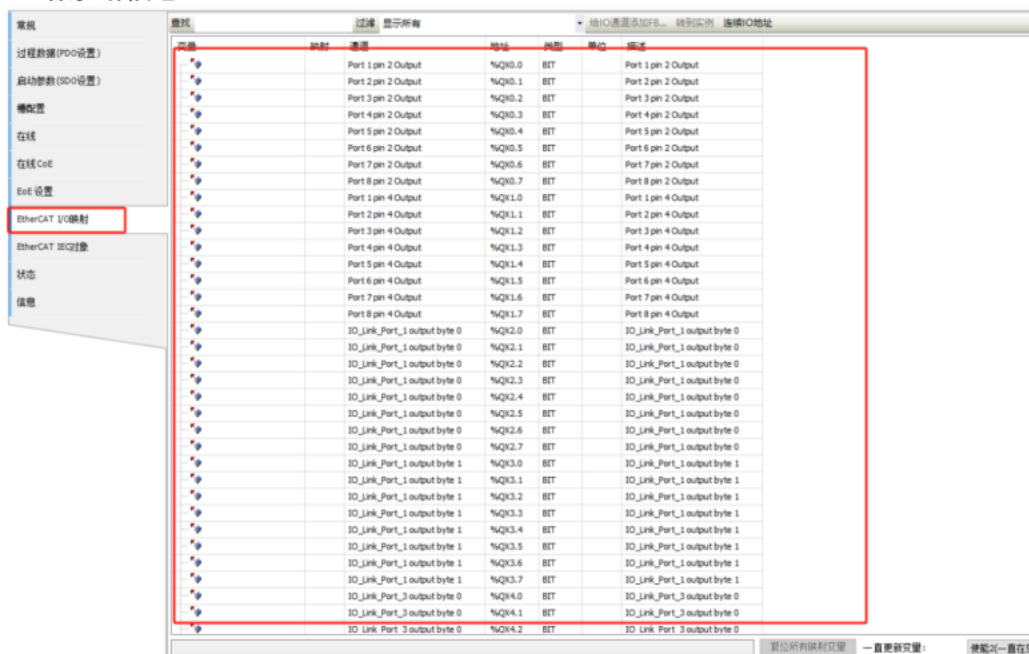 常规
过程数据(PDO设置)
启动参数(SDO设置)
槽配置
在线
在线CoE
EoE 设置
EtherCAT I/O映射
EtherCAT IEC对象
状态
信息
查找 过滤 显示所有 给IO通道添加FB... 转到实例 连续IO地址
变量 映射 通道 地址 类型 单位 描述
Port 1 pin 2 Output %QX0.0 BIT Port 1 pin 2 Output
Port 2 pin 2 Output %QX0.1 BIT Port 2 pin 2 Output
Port 3 pin 2 Output %QX0.2 BIT Port 3 pin 2 Output
Port 4 pin 2 Output %QX0.3 BIT Port 4 pin 2 Output
Port 5 pin 2 Output %QX0.4 BIT Port 5 pin 2 Output
Port 6 pin 2 Output %QX0.5 BIT Port 6 pin 2 Output
Port 7 pin 2 Output %QX0.6 BIT Port 7 pin 2 Output
Port 8 pin 2 Output %QX0.7 BIT Port 8 pin 2 Output
Port 1 pin 4 Output %QX1.0 BIT Port 1 pin 4 Output
Port 2 pin 4 Output %QX1.1 BIT Port 2 pin 4 Output
Port 3 pin 4 Output %QX1.2 BIT Port 3 pin 4 Output
Port 4 pin 4 Output %QX1.3 BIT Port 4 pin 4 Output
Port 5 pin 4 Output %QX1.4 BIT Port 5 pin 4 Output
Port 6 pin 4 Output %QX1.5 BIT Port 6 pin 4 Output
Port 7 pin 4 Output %QX1.6 BIT Port 7 pin 4 Output
Port 8 pin 4 Output %QX1.7 BIT Port 8 pin 4 Output
IO_Link_Port_1 output byte 0 %QX2.0 BIT IO_Link_Port_1 output byte 0
IO_Link_Port_1 output byte 0 %QX2.1 BIT IO_Link_Port_1 output byte 0
IO_Link_Port_1 output byte 0 %QX2.2 BIT IO_Link_Port_1 output byte 0
IO_Link_Port_1 output byte 0 %QX2.3 BIT IO_Link_Port_1 output byte 0
IO_Link_Port_1 output byte 0 %QX2.4 BIT IO_Link_Port_1 output byte 0
IO_Link_Port_1 output byte 0 %QX2.5 BIT IO_Link_Port_1 output byte 0
IO_Link_Port_1 output byte 0 %QX2.6 BIT IO_Link_Port_1 output byte 0
IO_Link_Port_1 output byte 0 %QX2.7 BIT IO_Link_Port_1 output byte 0
IO_Link_Port_1 output byte 1 %QX3.0 BIT IO_Link_Port_1 output byte 1
IO_Link_Port_1 output byte 1 %QX3.1 BIT IO_Link_Port_1 output byte 1
IO_Link_Port_1 output byte 1 %QX3.2 BIT IO_Link_Port_1 output byte 1
IO_Link_Port_1 output byte 1 %QX3.3 BIT IO_Link_Port_1 output byte 1
IO_Link_Port_1 output byte 1 %QX3.4 BIT IO_Link_Port_1 output byte 1
IO_Link_Port_1 output byte 1 %QX3.5 BIT IO_Link_Port_1 output byte 1
IO_Link_Port_1 output byte 1 %QX3.6 BIT IO_Link_Port_1 output byte 1
IO_Link_Port_1 output byte 1 %QX3.7 BIT IO_Link_Port_1 output byte 1
IO_Link_Port_3 output byte 0 %QX4.0 BIT IO_Link_Port_3 output byte 0
IO_Link_Port_3 output byte 0 %QX4.1 BIT IO_Link_Port_3 output byte 0
IO_Link_Port_3 output byte 0 %QX4.2 BIT IO_Link_Port_3 output byte 0
复位所有映射变量 一直更新变量: 使能2(一直在